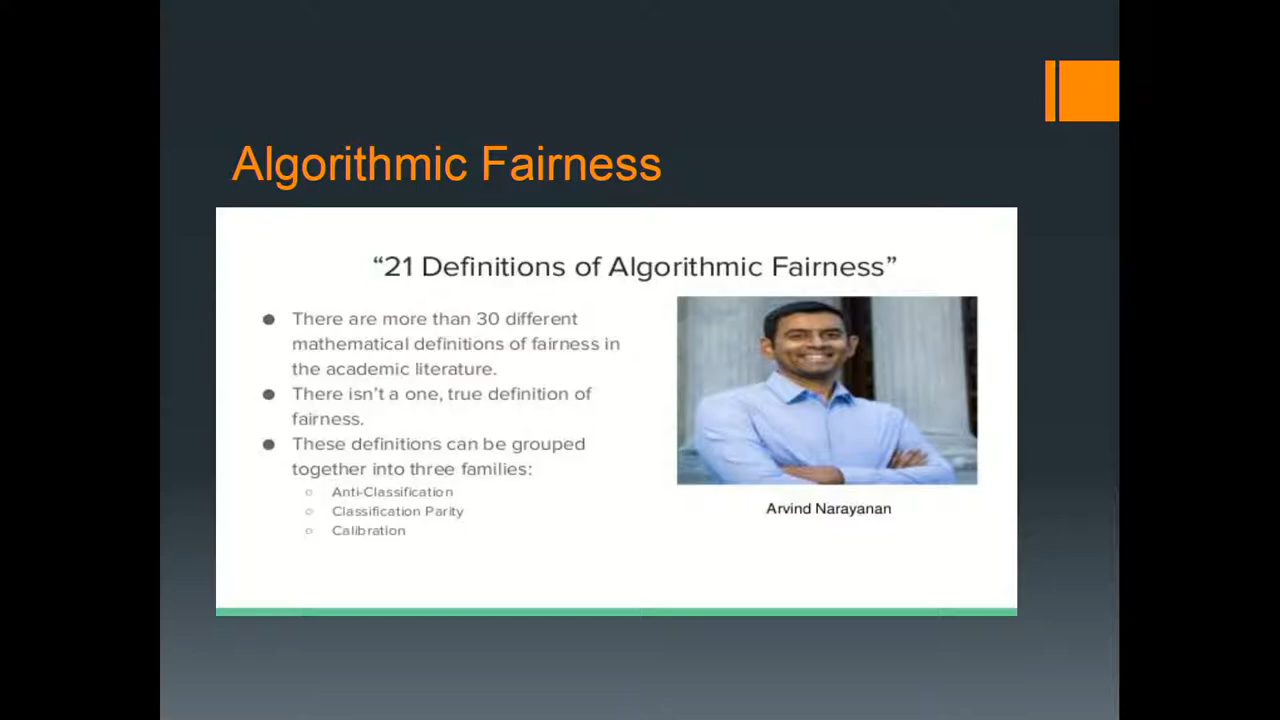 Algorithmic Fairness
“21 Definitions of Algorithmic Fairness”
● There are more than 30 different
mathematical definitions of fairness in
the academic literature.
● There isn’t a one, true definition of
fairness.
● These definitions can be grouped
together into three families:
○ Anti-Classification
○ Classification Parity
○ Calibration
Arvind Narayanan